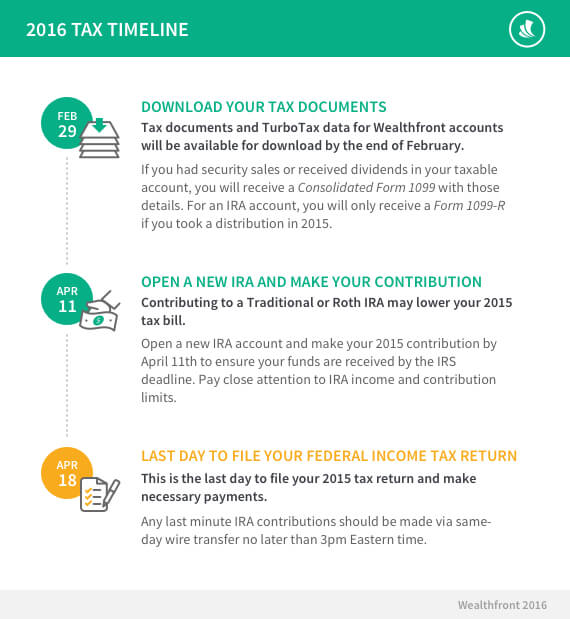 2016 TAX TIMELINE
FEB
29
DOWNLOAD YOUR TAX DOCUMENTS
Tax documents and TurboTax data for Wealthfront accounts
will be available for download by the end of February.
If you had security sales or received dividends in your taxable
account, you will receive a Consolidated Form 1099 with those
details. For an IRA account, you will only receive a Form 1099-R
if you took a distribution in 2015.
APR
11
OPEN A NEW IRA AND MAKE YOUR CONTRIBUTION
Contributing to a Traditional or Roth IRA may lower your 2015
tax bill.
Open a new IRA account and make your 2015 contribution by
April 11th to ensure your funds are received by the IRS
deadline. Pay close attention to IRA income and contribution
limits.
APR
18
LAST DAY TO FILE YOUR FEDERAL INCOME TAX RETURN
This is the last day to file your 2015 tax return and make
necessary payments.
Any last minute IRA contributions should be made via same-
day wire transfer no later than 3pm Eastern time.
Wealthfront 2016